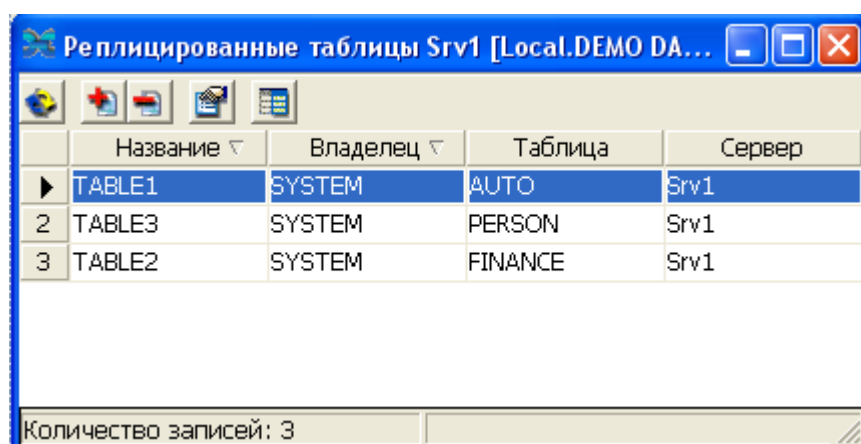 Реплицированные таблицы Srv1 [Local.DEMO DA...
Название Владелец Таблица Сервер
TABLE1 SYSTEM AUTO Srv1
2 TABLE3 SYSTEM PERSON Srv1
3 TABLE2 SYSTEM FINANCE Srv1
Количество записей: 3